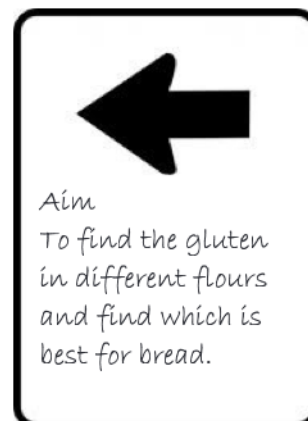 Aim
To find the gluten
in different flours
and find which is
best for bread.